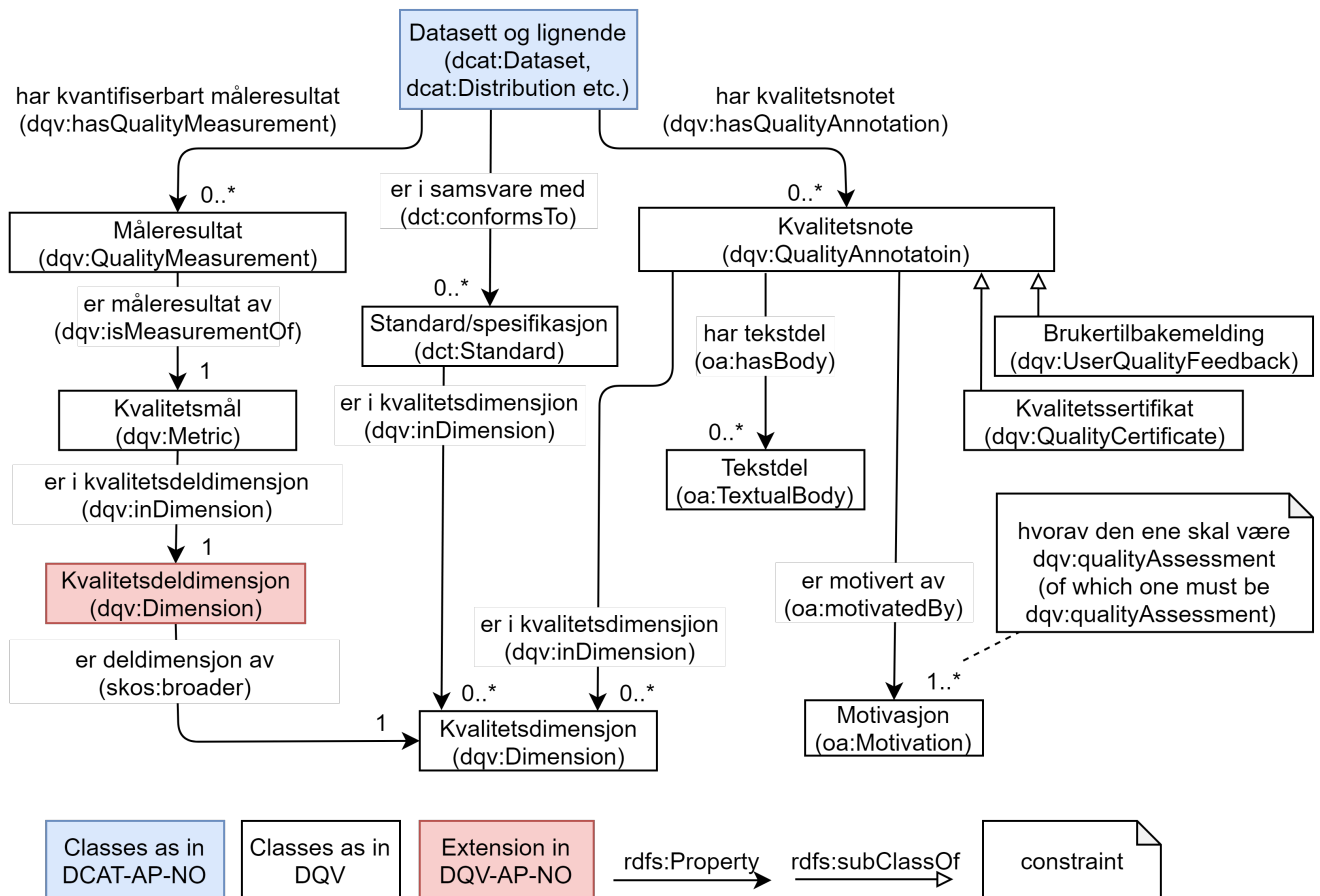 Datasett og lignende
(dcat:Dataset,
dcat:Distribution etc.)
har kvantifiserbart måleresultat
(dqv:hasQualityMeasurement)
har kvalitetsnotet
(dqv:hasQualityAnnotation)
0..*
er i samsvare med
(dct:conformsTo)
0..*
Måleresultat
(dqv:QualityMeasurement)
Kvalitetsnote
(dqv:QualityAnnotatoin)
er måleresultat av
(dqv:isMeasurementOf)
0..*
Standard/spesifikasjon
(dct:Standard)
har tekstdel
(oa:hasBody)
Brukertilbakemelding
(dqv:UserQualityFeedback)
1
Kvalitetsmål
(dqv:Metric)
er i kvalitetsdimensjion
(dqv:inDimension)
0..*
Kvalitetssertifikat
(dqv:QualityCertificate)
er i kvalitetsdeldimensjon
(dqv:inDimension)
Tekstdel
(oa:TextualBody)
1
hvorav den ene skal være
dqv:qualityAssessment
(of which one must be
dqv:qualityAssessment)
Kvalitetsdeldimensjon
(dqv:Dimension)
er motivert av
(oa:motivatedBy)
er i kvalitetsdimensjion
(dqv:inDimension)
er deldimensjon av
(skos:broader)
0..*
0..*
1..*
1
Kvalitetsdimensjon
(dqv:Dimension)
Motivasjon
(oa:Motivation)
Classes as in
DCAT-AP-NO
Classes as in
DQV
Extension in
DQV-AP-NO
rdfs:Property
rdfs:subClassOf
constraint